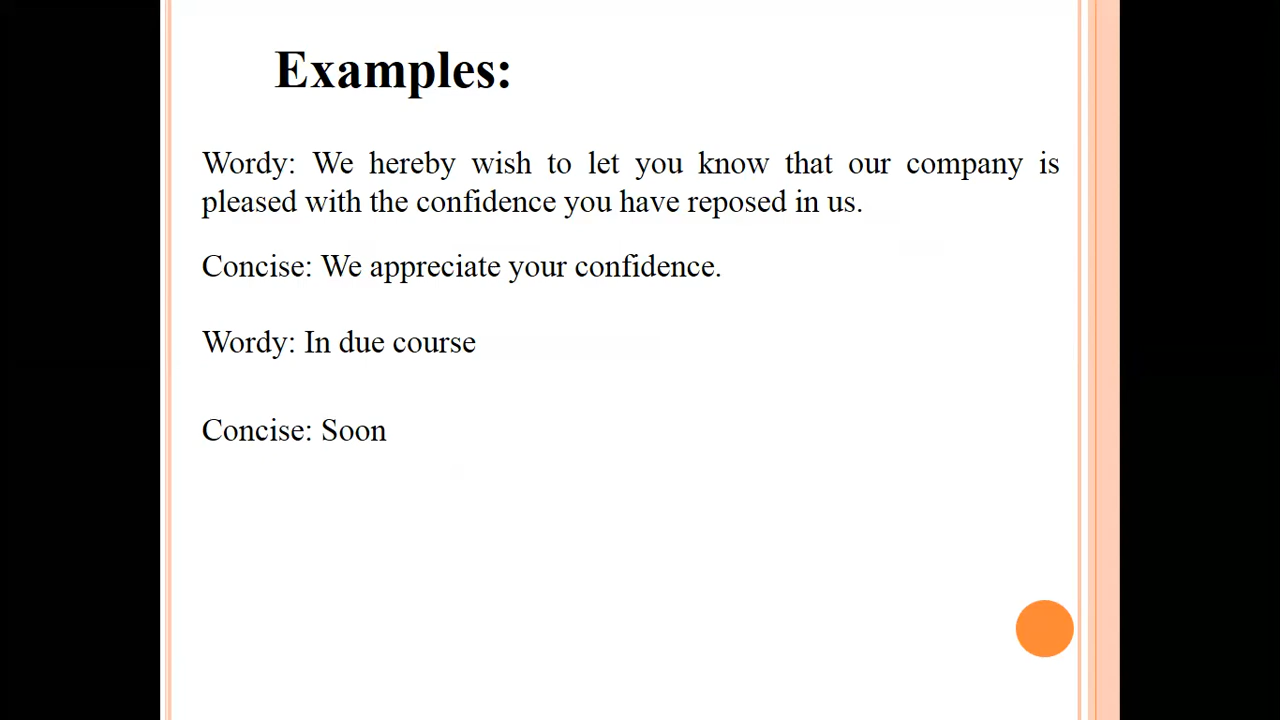 Examples:
Wordy: We hereby wish to let you know that our company is
pleased with the confidence you have reposed in us.
Concise: We appreciate your confidence.
Wordy: In due course
Concise: Soon